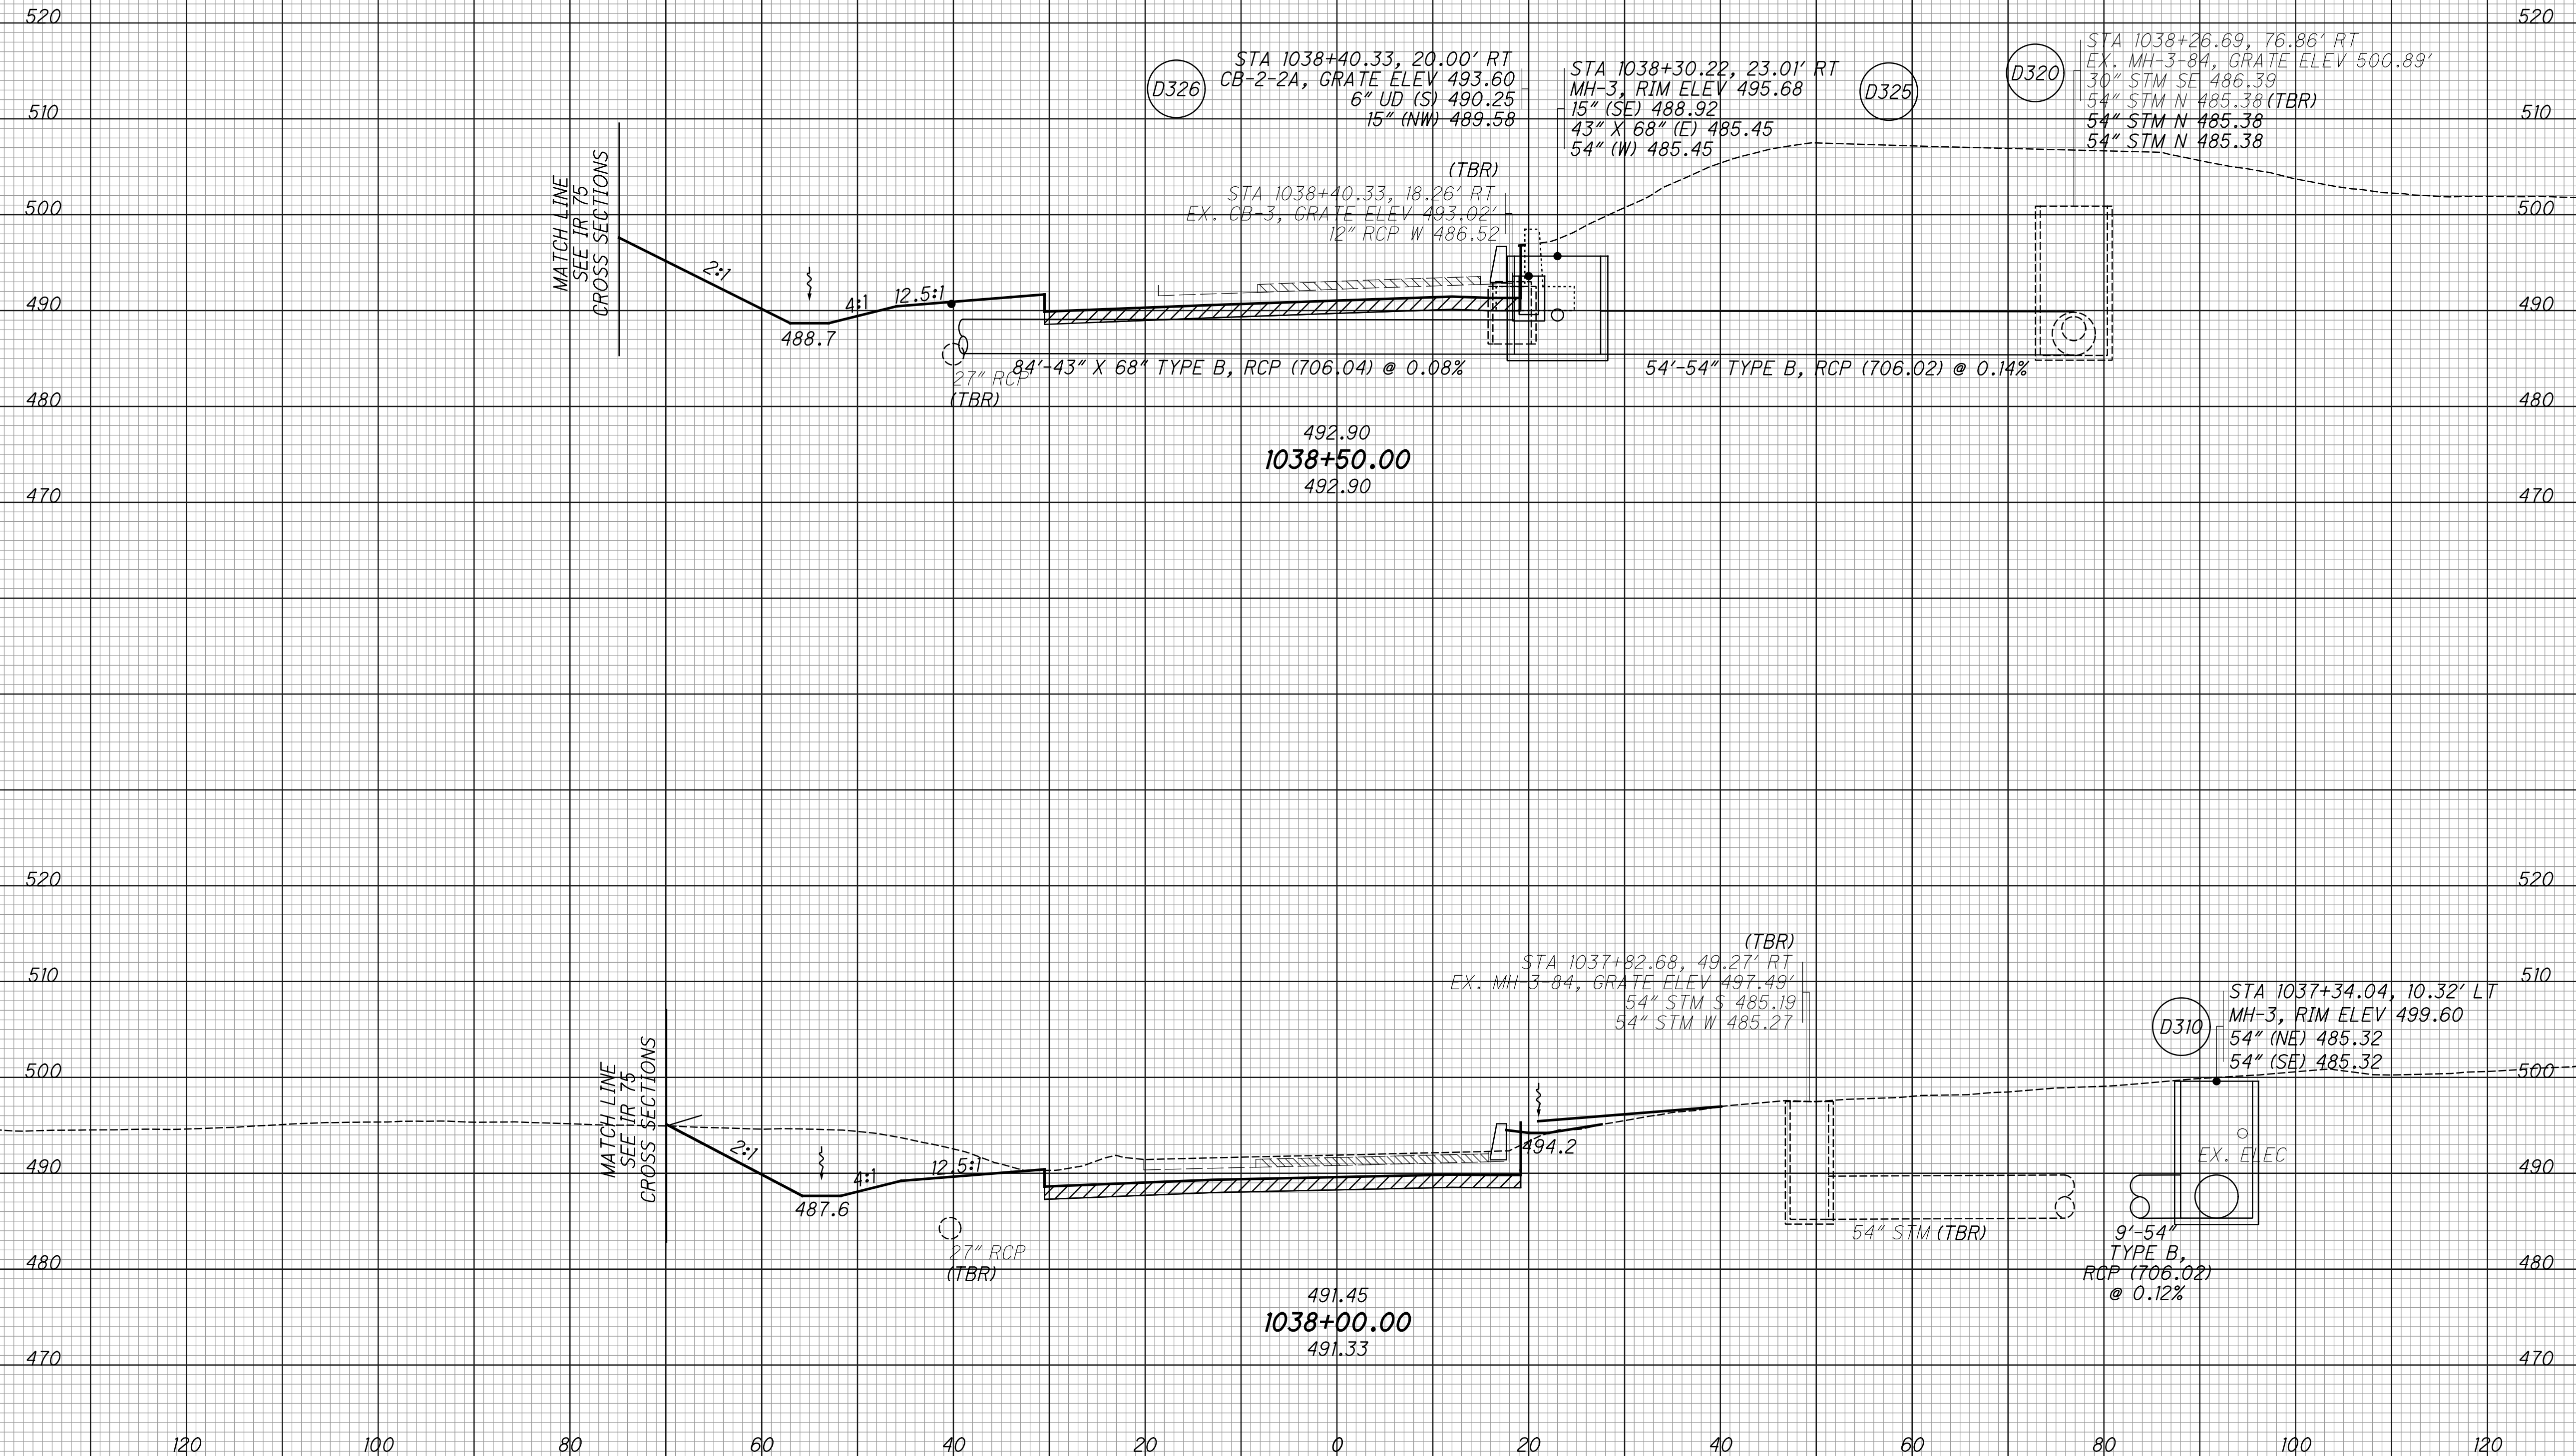 520
520
D326
STA 1038+40.33, 20.00' RT
CB-2-2A, GRATE ELEV 493.60
6" UD (S) 490.25
15" (NW) 489.58
STA 1038+30.22, 23.01' RT
MH-3, RIM ELEV 495.68
15" (SE) 488.92
43" X 68" (E) 485.45
54" (W) 485.45
D325
D320
STA 1038+26.69, 76.86' RT
EX. MH-3-84, GRATE ELEV 500.89'
30" STM SE 486.39
54" STM N 485.38 (TBR)
54" STM N 485.38
54" STM N 485.38
510
510
MATCH LINE
SEE IR 75
CROSS SECTIONS
(TBR)
STA 1038+40.33, 18.26' RT
EX. CB-3, GRATE ELEV 493.02'
12" RCP W 486.52
500
500
2:1
4:1
12.5:1
490
490
488.7
27" RCP
(TBR)
84'-43" X 68" TYPE B, RCP (706.04) @ 0.08%
54'-54" TYPE B, RCP (706.02) @ 0.14%
480
480
492.90
1038+50.00
492.90
470
470
520
520
(TBR)
STA 1037+82.68, 49.27' RT
EX. MH-3-84, GRATE ELEV 497.49'
54" STM S 485.19
54" STM W 485.27
510
510
D310
STA 1037+34.04, 10.32' LT
MH-3, RIM ELEV 499.60
54" (NE) 485.32
54" (SE) 485.32
MATCH LINE
SEE IR 75
CROSS SECTIONS
500
500
2:1
4:1
12.5:1
494.2
EX. ELEC
490
490
487.6
27" RCP
(TBR)
54" STM (TBR)
9'-54"
TYPE B,
RCP (706.02)
@ 0.12%
480
480
491.45
1038+00.00
491.33
470
470
120 100 80 60 40 20 0 20 40 60 80 100 120